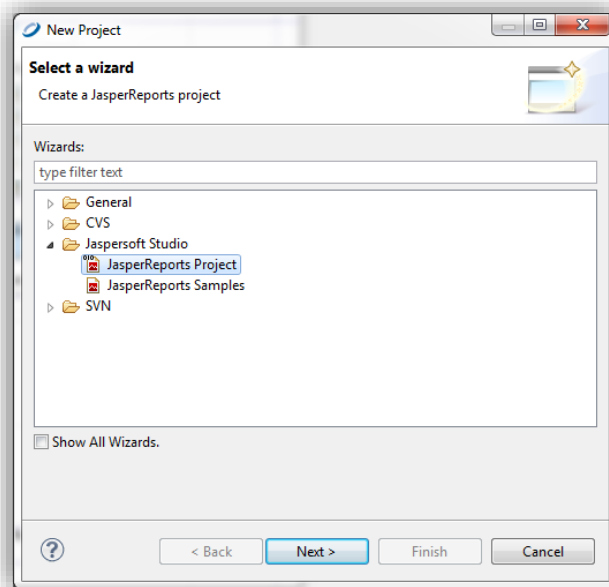 New Project
Select a wizard
Create a JasperReports project
Wizards:
type filter text
General
CVS
Jaspersoft Studio
JasperReports Project
JasperReports Samples
SVN
Show All Wizards.
? < Back Next > Finish Cancel